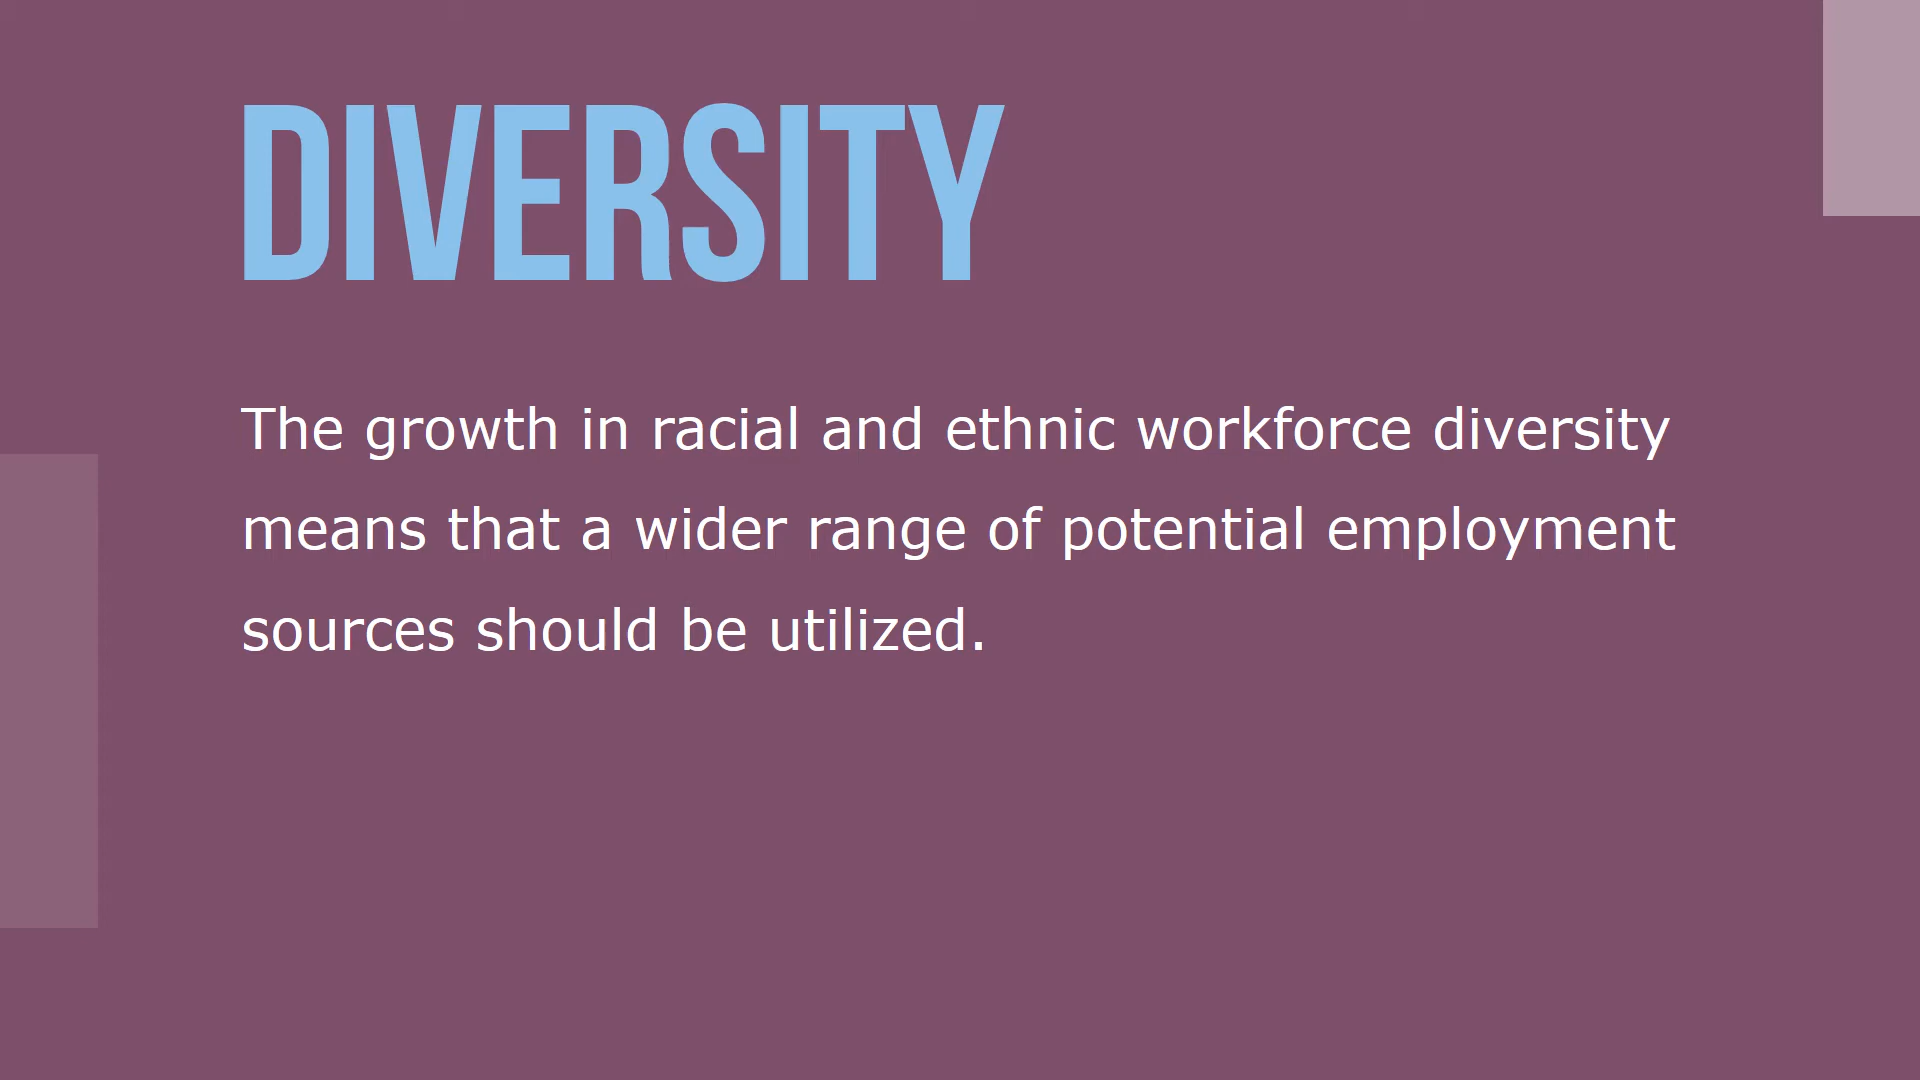 DIVERSITY
The growth in racial and ethnic workforce diversity
means that a wider range of potential employment
sources should be utilized.